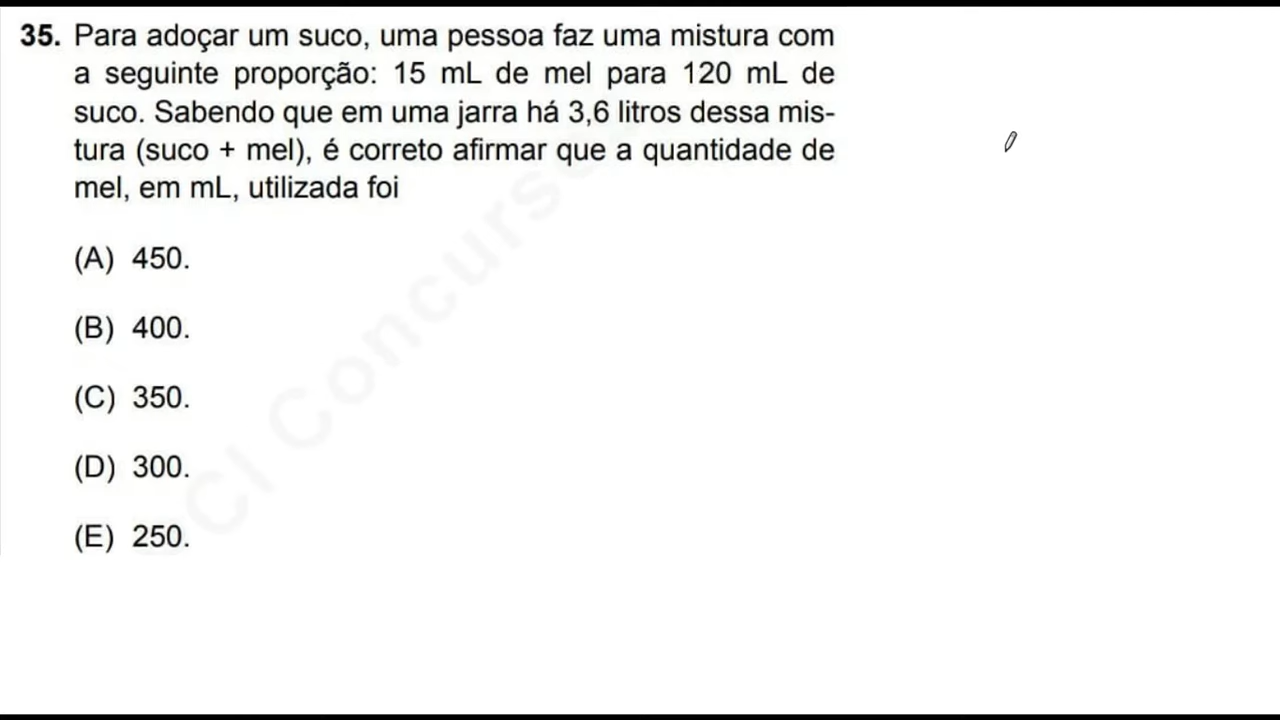 35. Para adoçar um suco, uma pessoa faz uma mistura com
a seguinte proporção: 15 mL de mel para 120 mL de
suco. Sabendo que em uma jarra há 3,6 litros dessa mis-
tura (suco + mel), é correto afirmar que a quantidade de
mel, em mL, utilizada foi
(A) 450.
(B) 400.
(C) 350.
(D) 300.
(E) 250.
CI Concurso